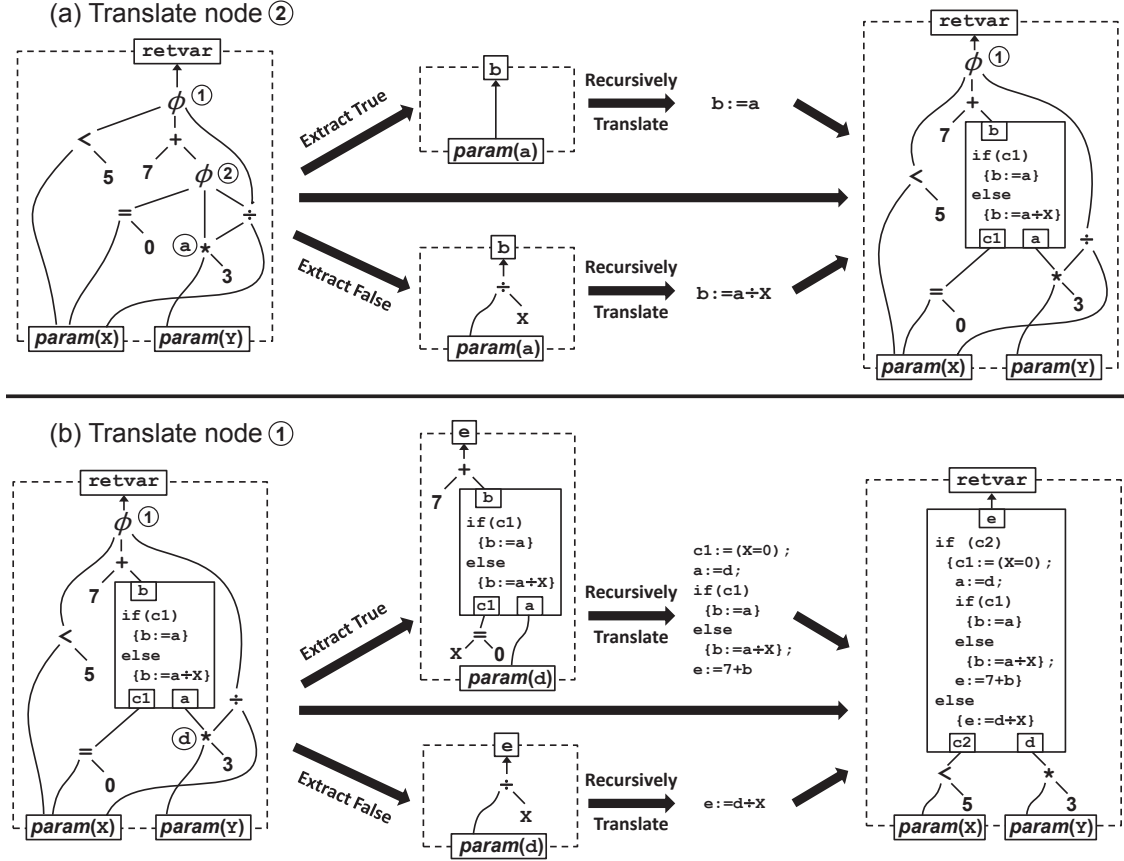 (a) Translate node ②
retvar
ϕ ①
<
+
5
7
ϕ ②
=
÷
0
ⓐ *
3
param(X)
param(Y)
Extract True
Extract False
b
param(a)
b
÷
X
param(a)
Recursively
Translate
Recursively
Translate
b:=a
b:=a÷X
retvar
ϕ ①
+
7
b
if(c1)
{b:=a}
else
{b:=a÷X}
c1
a
<
5
÷
=
*
0
3
param(X)
param(Y)
(b) Translate node ①
retvar
ϕ ①
+
7
b
if(c1)
{b:=a}
else
{b:=a÷X}
c1
a
<
5
÷
=
ⓓ *
0
3
param(X)
param(Y)
Extract True
Extract False
e
+
7
b
if(c1)
{b:=a}
else
{b:=a÷X}
c1
a
=
X
0
param(d)
e
÷
X
param(d)
Recursively
Translate
Recursively
Translate
c1:=(X=0);
a:=d;
if(c1)
{b:=a}
else
{b:=a÷X};
e:=7+b
e:=d÷X
retvar
e
if (c2)
{c1:=(X=0);
a:=d;
if(c1)
{b:=a}
else
{b:=a÷X};
e:=7+b}
else
{e:=d÷X}
c2
d
<
*
5
3
param(X)
param(Y)